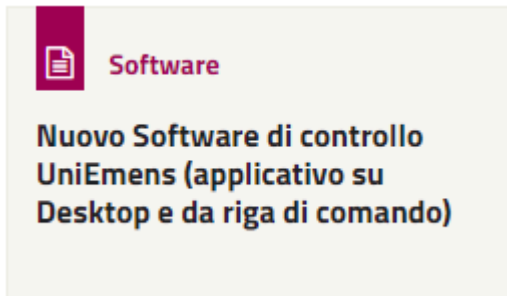 Software
Nuovo Software di controllo
UniEmens (applicativo su
Desktop e da riga di comando)